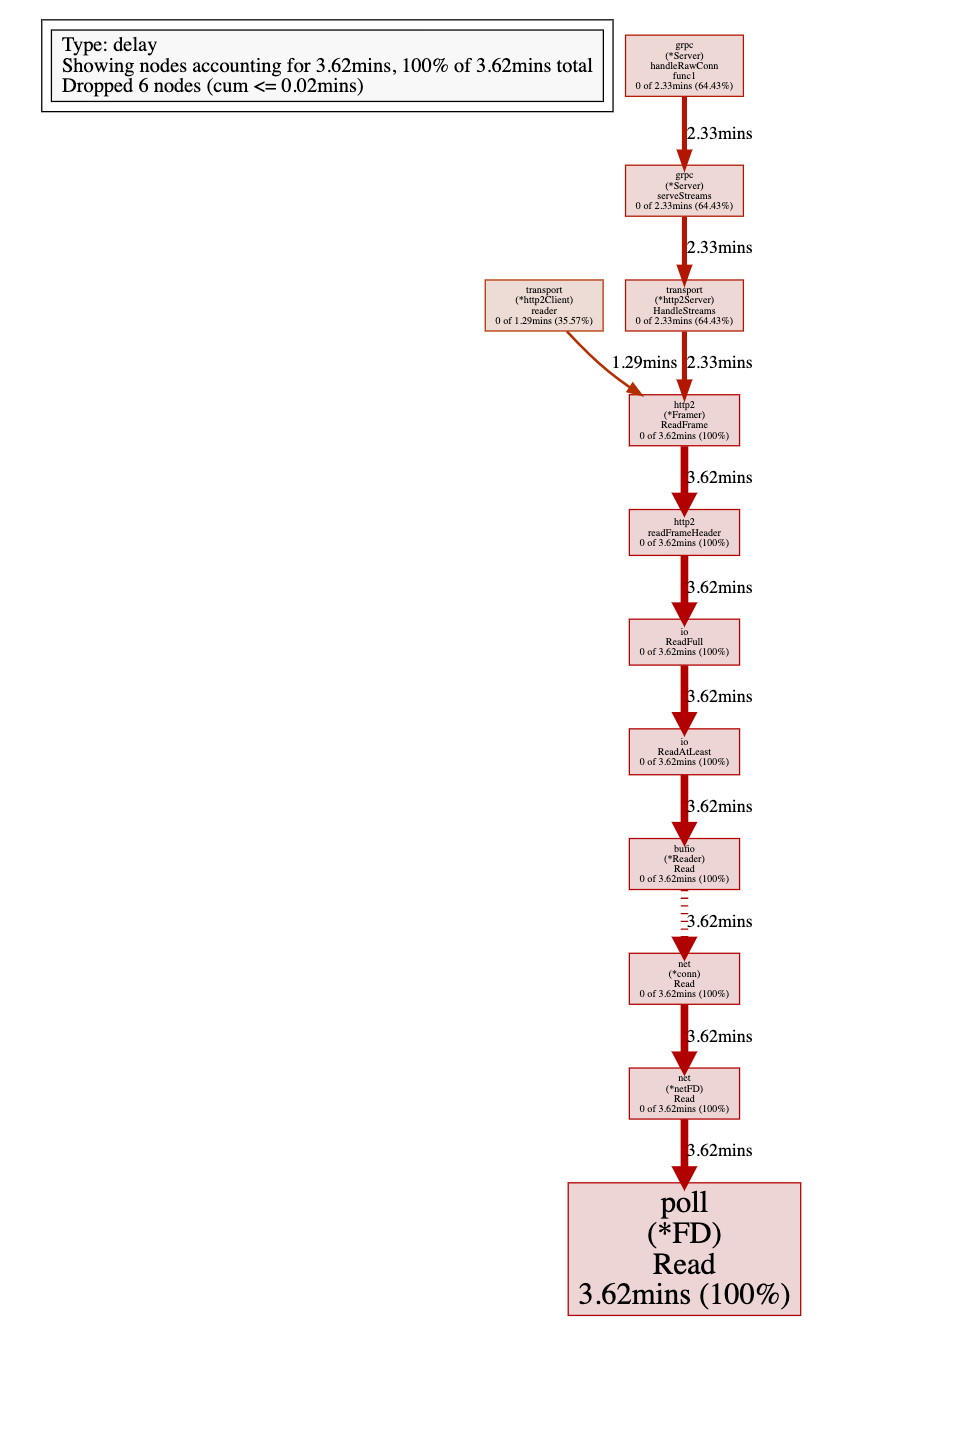 Type: delay
Showing nodes accounting for 3.62mins, 100% of 3.62mins total
Dropped 6 nodes (cum <= 0.02mins)
grpc
(*Server)
handleRawConn
func1
0 of 2.33mins (64.43%)
2.33mins
grpc
(*Server)
serveStreams
0 of 2.33mins (64.43%)
2.33mins
transport
(*http2Client)
reader
0 of 1.29mins (35.57%)
transport
(*http2Server)
HandleStreams
0 of 2.33mins (64.43%)
1.29mins
2.33mins
http2
(*Framer)
ReadFrame
0 of 3.62mins (100%)
3.62mins
http2
readFrameHeader
0 of 3.62mins (100%)
3.62mins
io
ReadFull
0 of 3.62mins (100%)
3.62mins
io
ReadAtLeast
0 of 3.62mins (100%)
3.62mins
bufio
(*Reader)
Read
0 of 3.62mins (100%)
3.62mins
net
(*conn)
Read
0 of 3.62mins (100%)
3.62mins
net
(*netFD)
Read
0 of 3.62mins (100%)
3.62mins
poll
(*FD)
Read
3.62mins (100%)